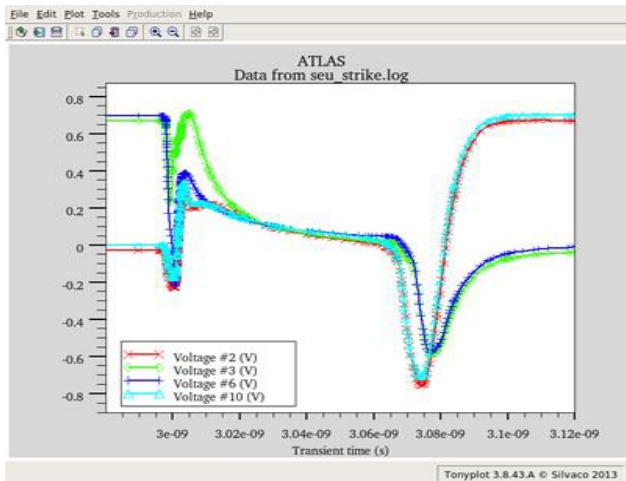 File Edit Plot Tools Production Help
ATLAS
Data from seu_strike.log
0.8
0.6
0.4
0.2
0
-0.2
-0.4
-0.6
-0.8
Voltage #2 (V)
Voltage #3 (V)
Voltage #6 (V)
Voltage #10 (V)
3e-09 3.02e-09 3.04e-09 3.06e-09 3.08e-09 3.1e-09 3.12e-09
Transient time (s)
Tonyplot 3.8.43.A © Silvaco 2013